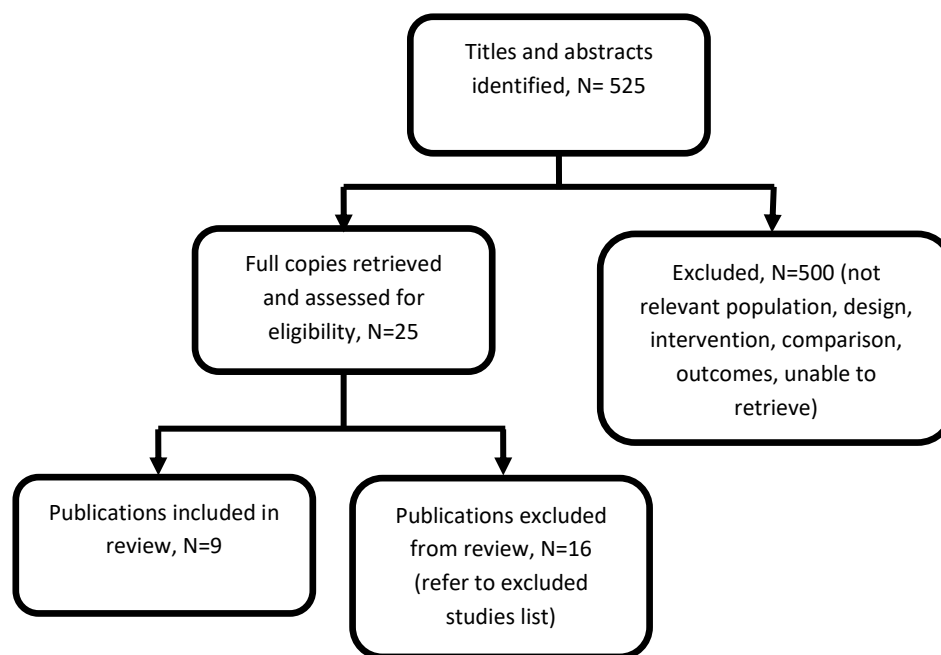 Titles and abstracts
identified, N= 525
Full copies retrieved
and assessed for
eligibility, N=25
Excluded, N=500 (not
relevant population, design,
intervention, comparison,
outcomes, unable to
retrieve)
Publications included in
review, N=9
Publications excluded
from review, N=16
(refer to excluded
studies list)